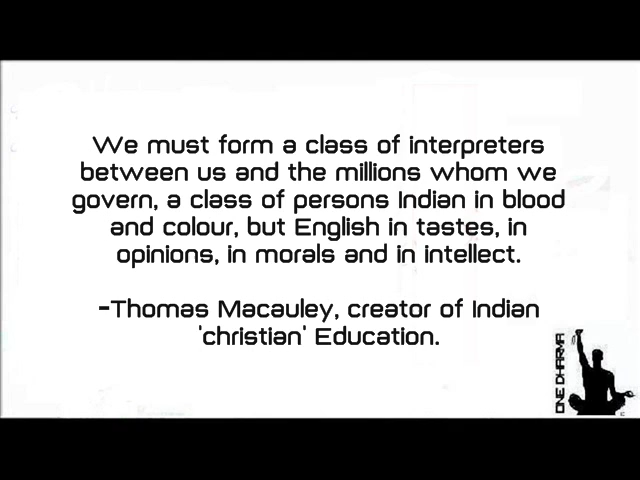 We must form a class of interpreters
between us and the millions whom we
govern, a class of persons Indian in blood
and colour, but English in tastes, in
opinions, in morals and in intellect.
-Thomas Macauley, creator of Indian
'christian' Education.
ONE DHARMA